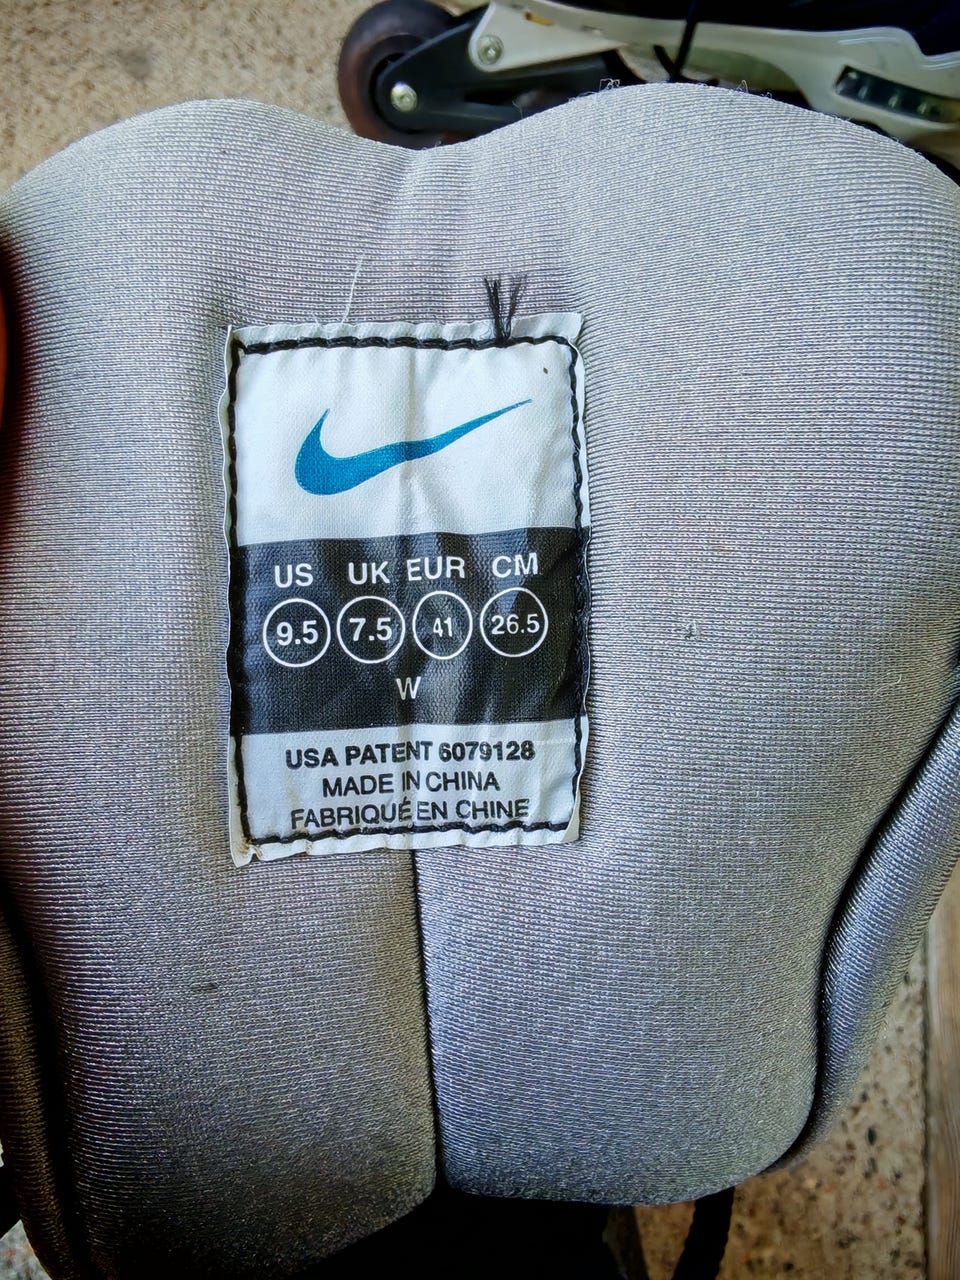 US UK EUR CM
9.5 7.5 41 26.5
W
USA PATENT 6079128
MADE IN CHINA
FABRIQUÉ EN CHINE